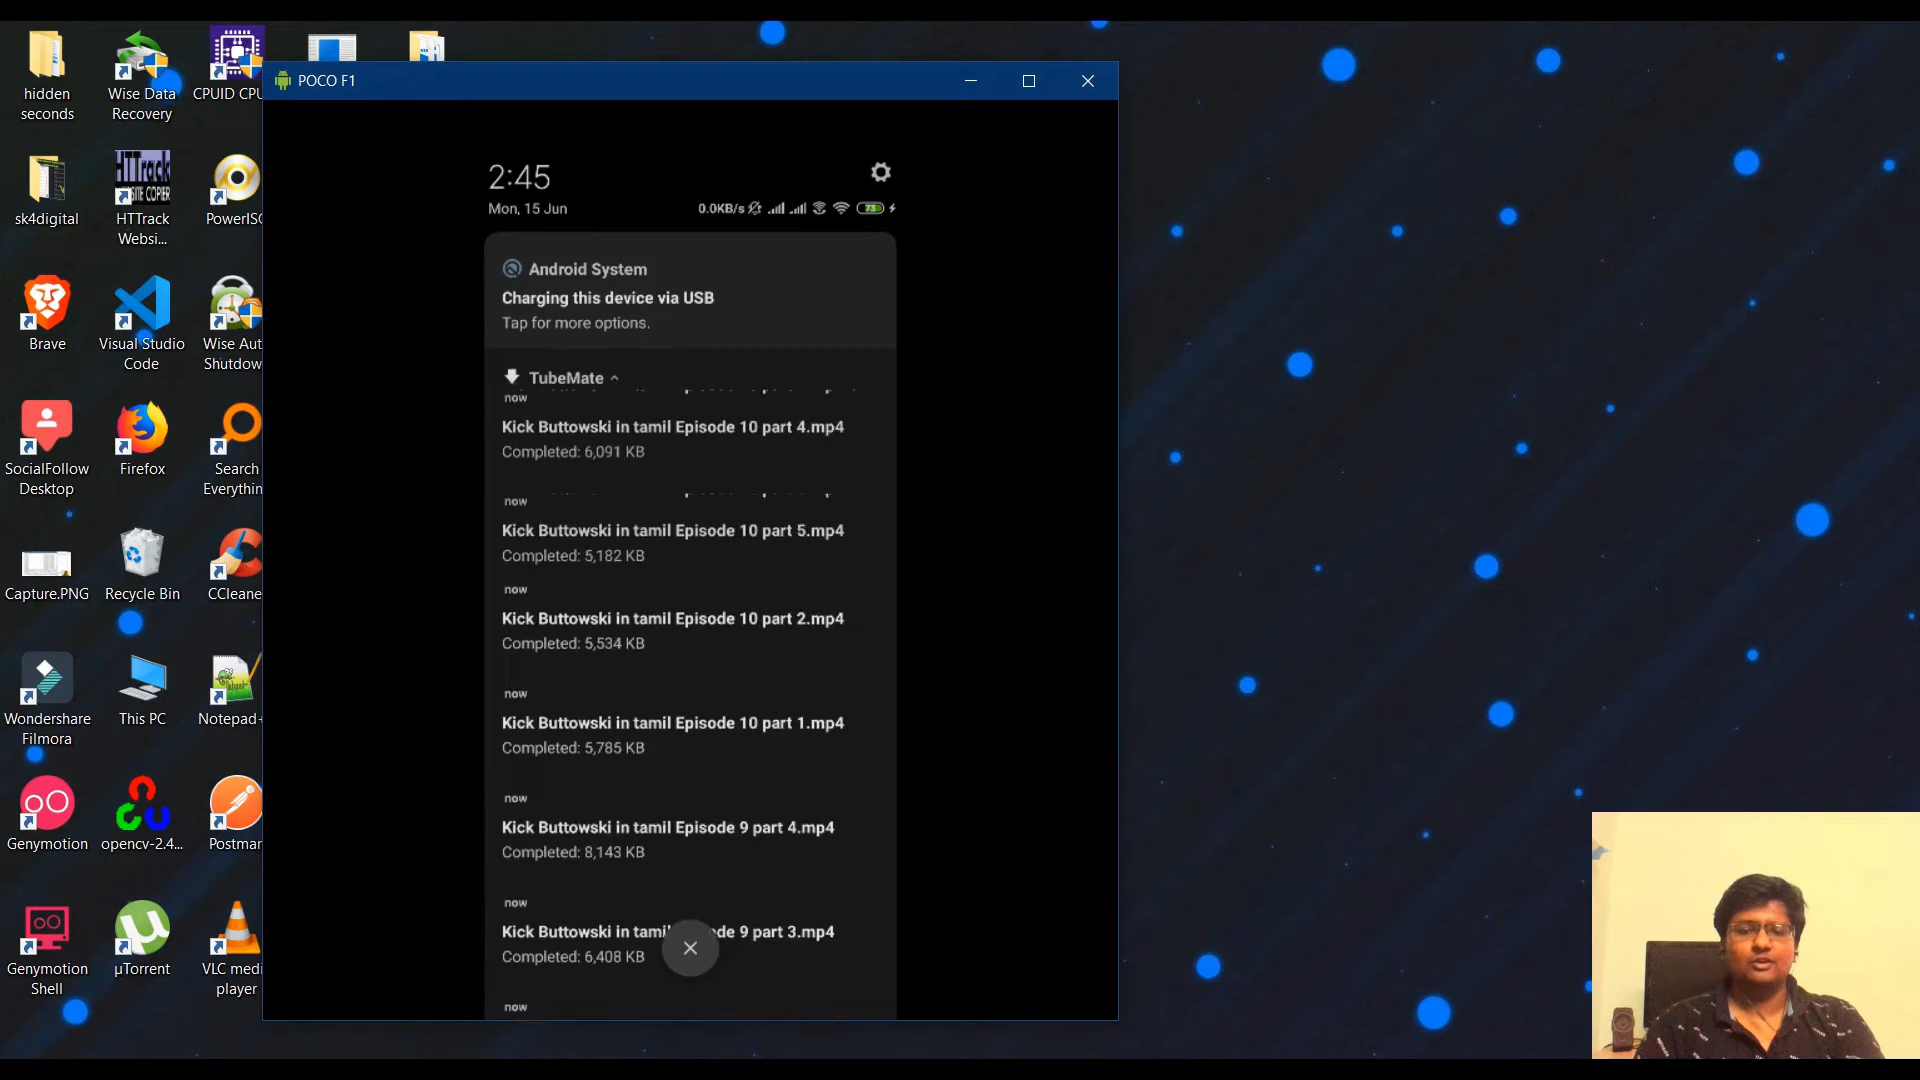 hidden
seconds
Wise Data
Recovery
CPUID CPU
sk4digital
HTTrack
Websi...
PowerISO
Brave
Visual Studio
Code
Wise Aut
Shutdow
SocialFollow
Desktop
Firefox
Search
Everythin
Capture.PNG
Recycle Bin
CCleane
Wondershare
Filmora
This PC
Notepad+
Genymotion
opencv-2.4...
Postmar
Genymotion
Shell
µTorrent
VLC medi
player
POCO F1
2:45
Mon, 15 Jun
0.0KB/s
73
Android System
Charging this device via USB
Tap for more options.
TubeMate
now
Kick Buttowski in tamil Episode 10 part 4.mp4
Completed: 6,091 KB
now
Kick Buttowski in tamil Episode 10 part 5.mp4
Completed: 5,182 KB
now
Kick Buttowski in tamil Episode 10 part 2.mp4
Completed: 5,534 KB
now
Kick Buttowski in tamil Episode 10 part 1.mp4
Completed: 5,785 KB
now
Kick Buttowski in tamil Episode 9 part 4.mp4
Completed: 8,143 KB
now
Kick Buttowski in tamil de 9 part 3.mp4
Completed: 6,408 KB
now